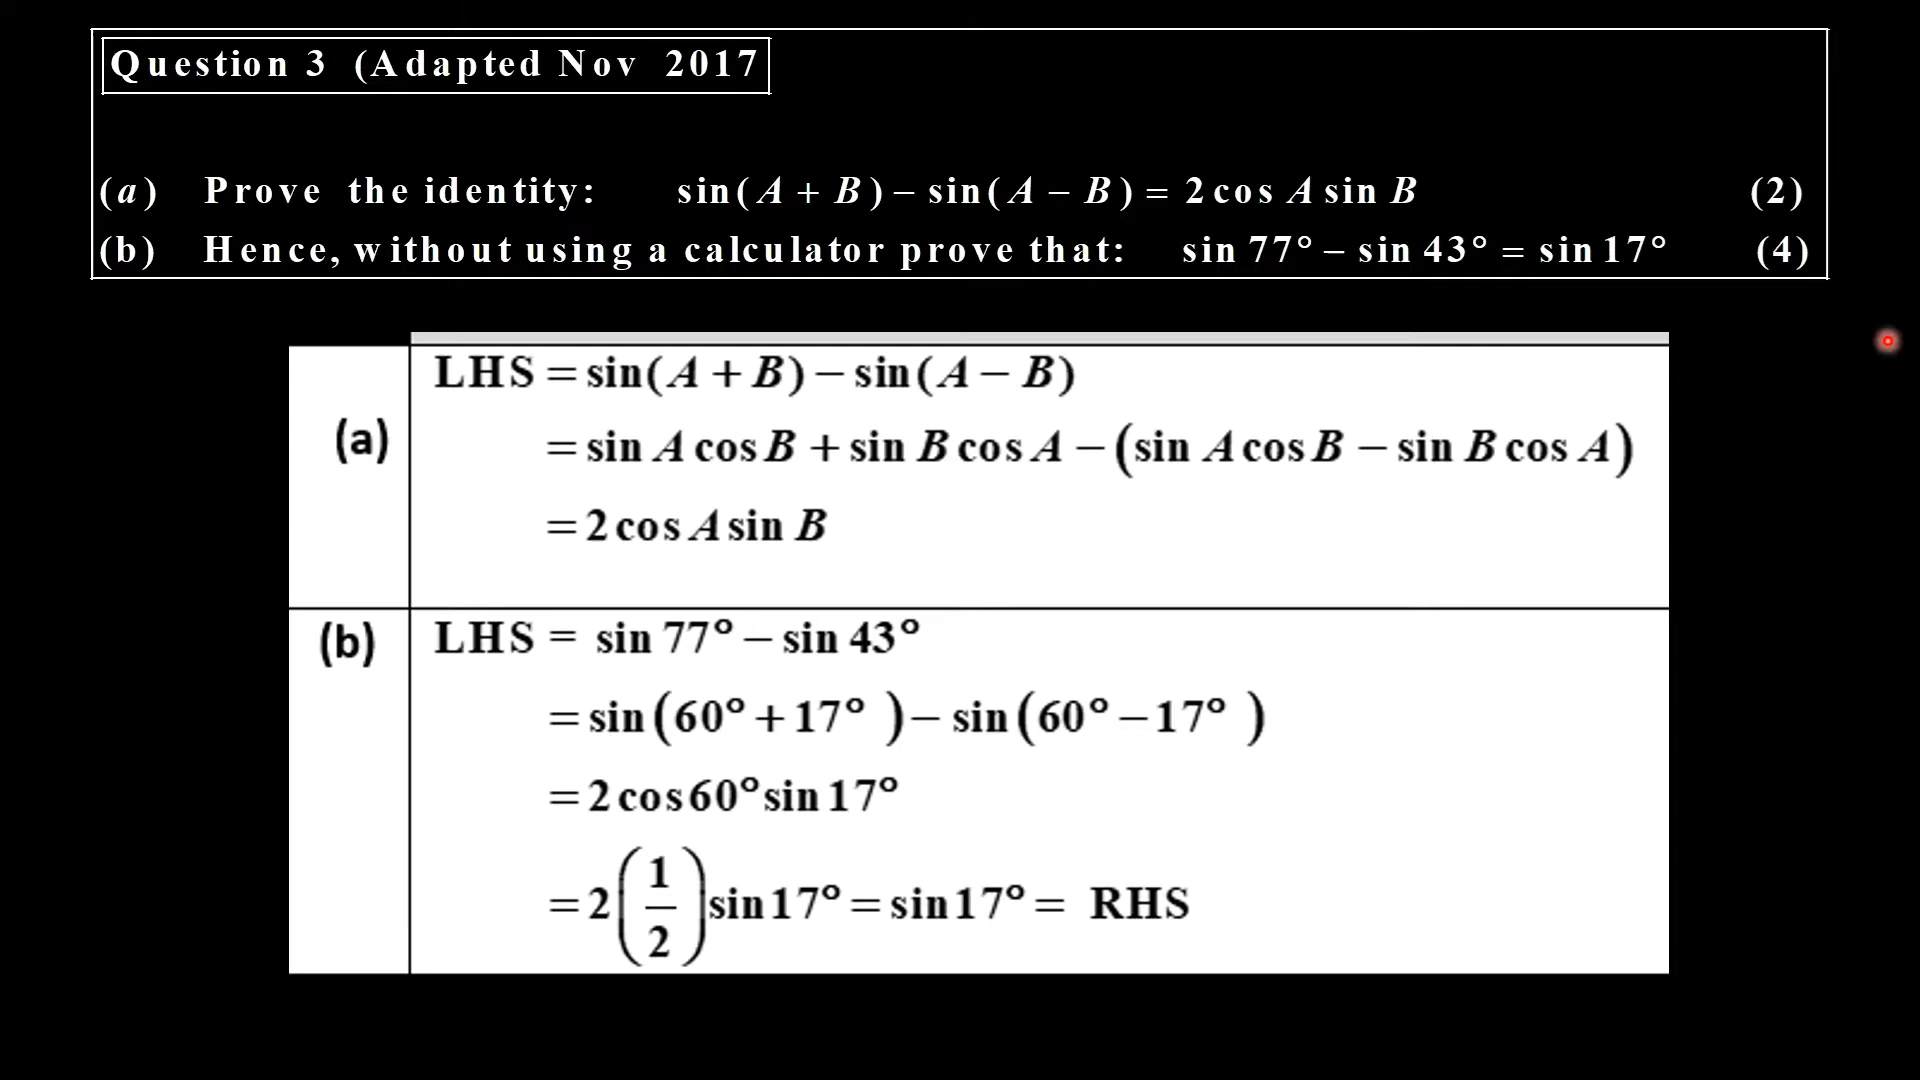 Question 3 (Adapted Nov 2017
(a) Prove the identity: sin(A + B) − sin(A − B) = 2 cos A sin B (2)
(b) Hence, without using a calculator prove that: sin 77° − sin 43° = sin 17° (4)
LHS = sin(A + B) − sin(A − B)
(a) = sin A cos B + sin B cos A − (sin A cos B − sin B cos A)
= 2 cos A sin B
(b) LHS = sin 77° − sin 43°
= sin(60° + 17° ) − sin(60° − 17° )
= 2 cos 60° sin 17°
= 2(1/2) sin 17° = sin 17° = RHS